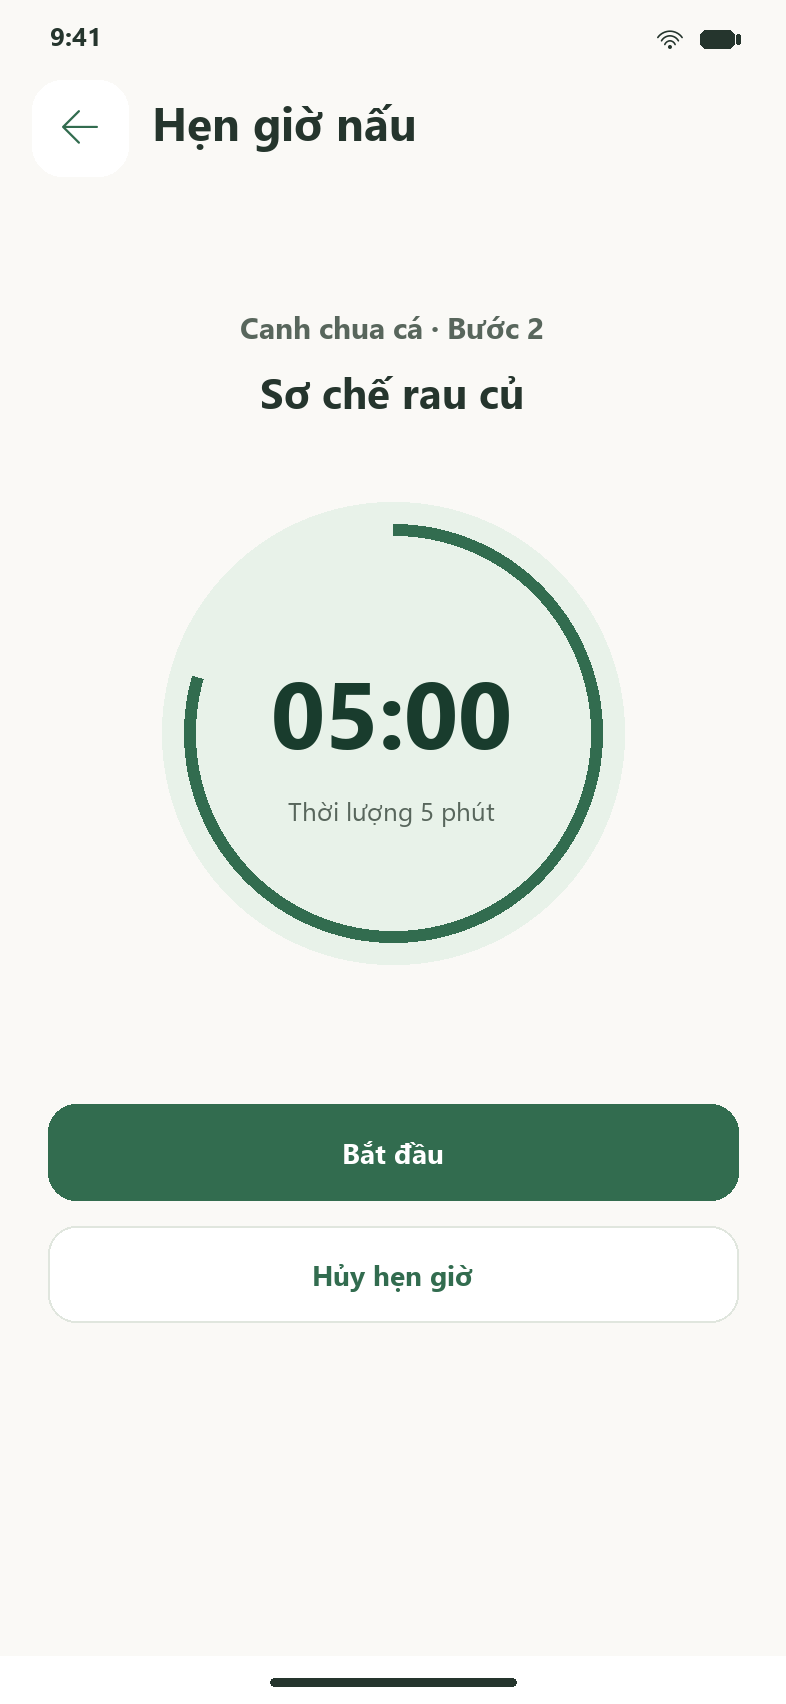 9:41
Hẹn giờ nấu
Canh chua cá · Bước 2
Sơ chế rau củ
05:00
Thời lượng 5 phút
Bắt đầu
Hủy hẹn giờ